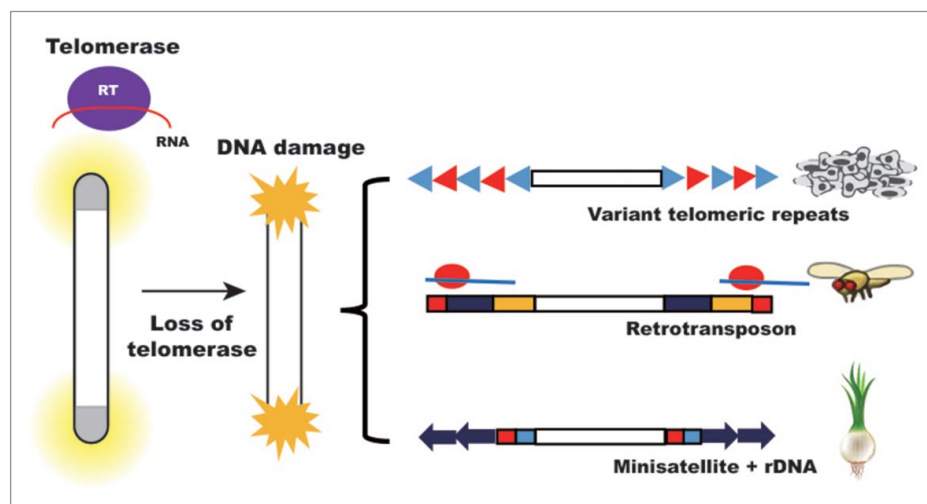 Telomerase
RT
RNA
DNA damage
Loss of
telomerase
Variant telomeric repeats
Retrotransposon
Minisatellite + rDNA